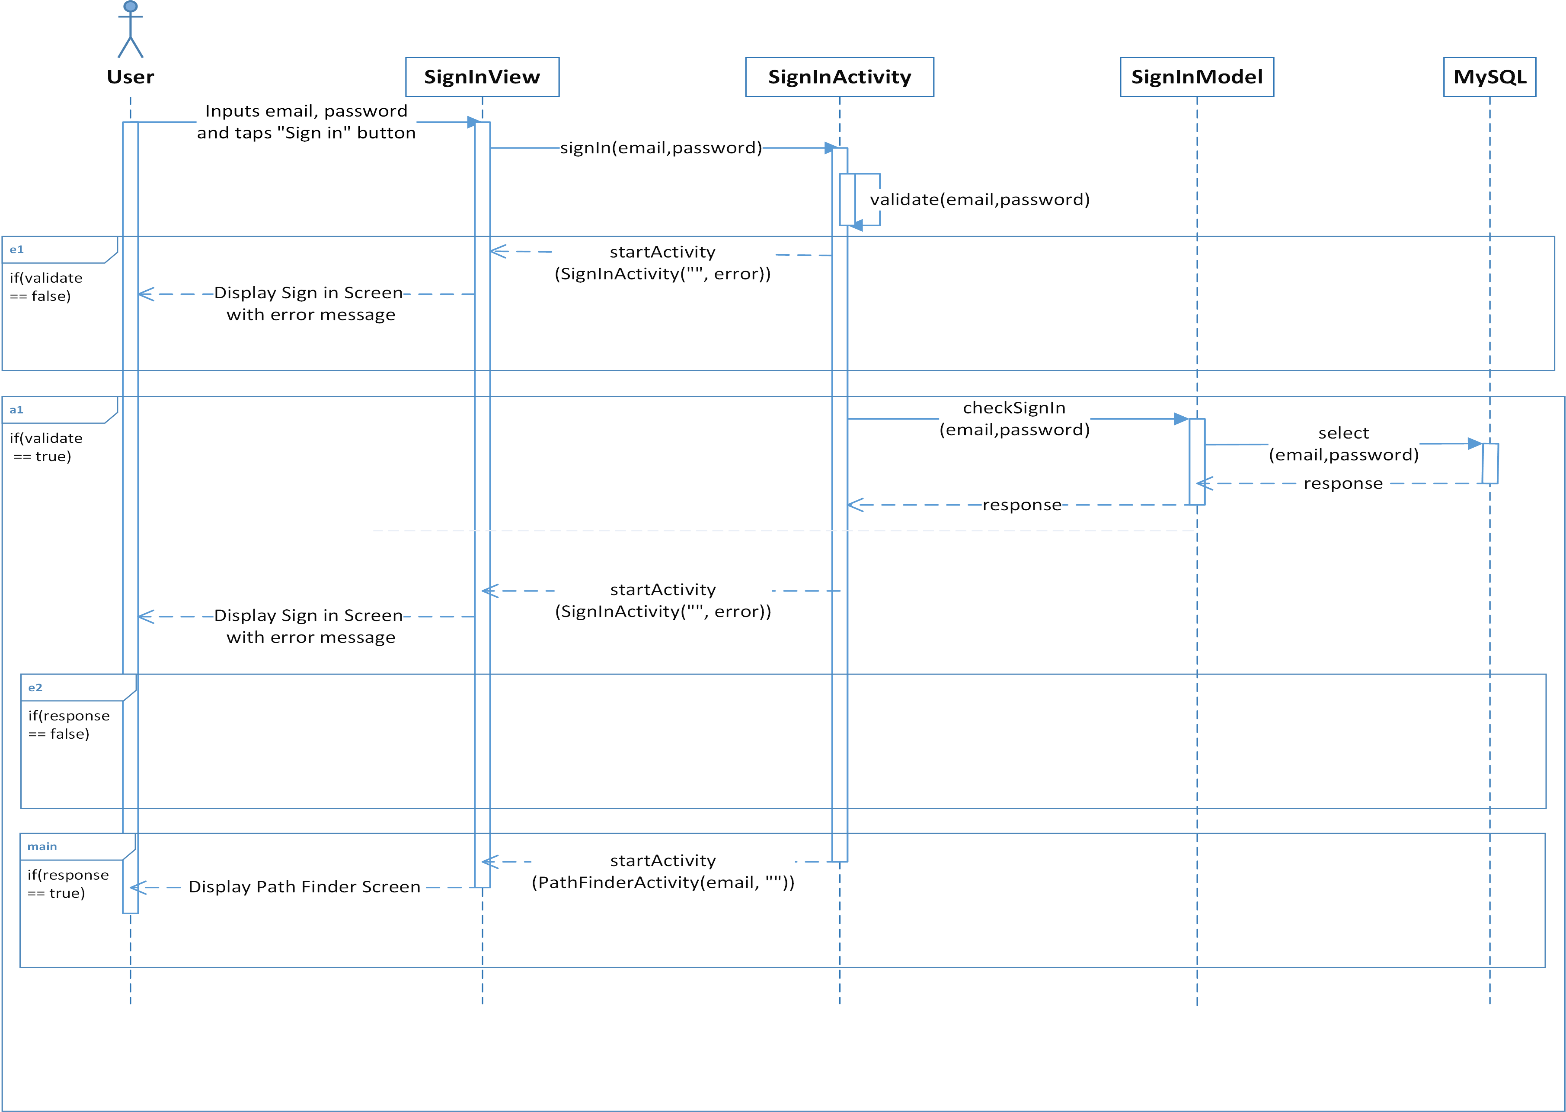 User
SignInView
SignInActivity
SignInModel
MySQL
Inputs email, password
and taps "Sign in" button
signIn(email,password)
validate(email,password)
e1
if(validate
== false)
startActivity
(SignInActivity("", error))
Display Sign in Screen
with error message
a1
if(validate
== true)
checkSignIn
(email,password)
select
(email,password)
response
response
startActivity
(SignInActivity("", error))
Display Sign in Screen
with error message
e2
if(response
== false)
main
if(response
== true)
startActivity
(PathFinderActivity(email, ""))
Display Path Finder Screen